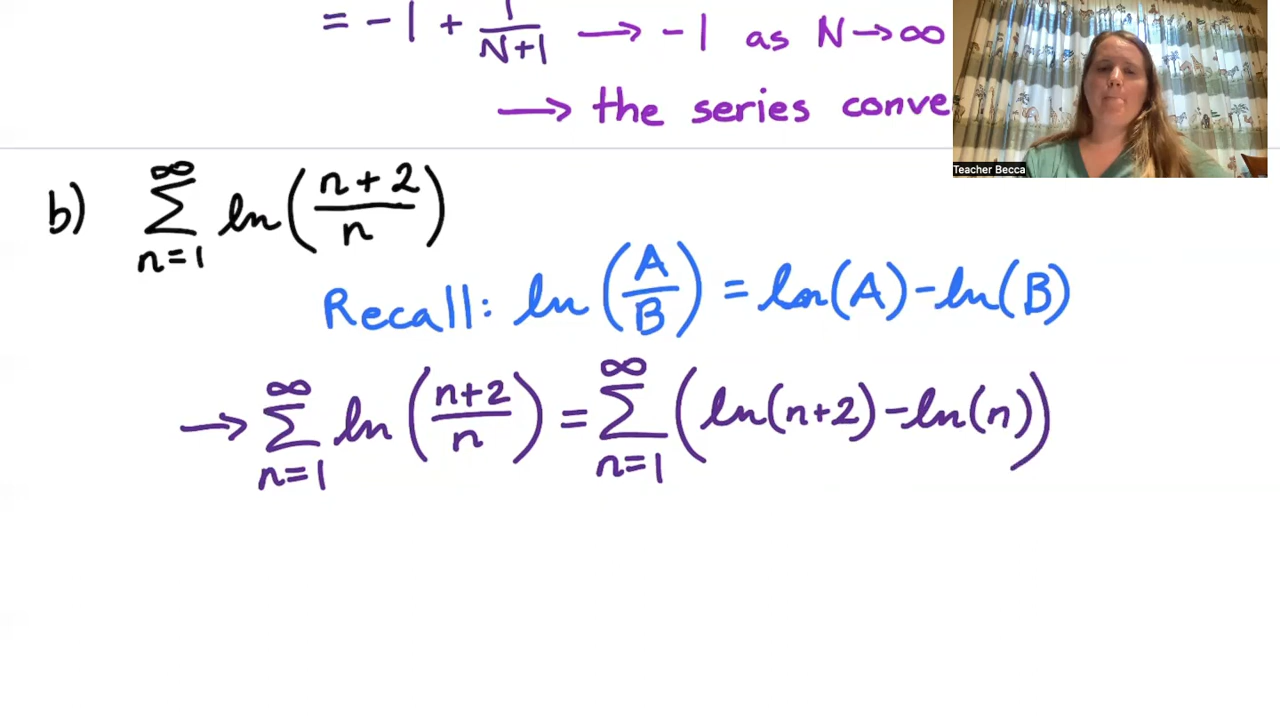 = -1 + 1/(N+1) → -1 as N→∞
→ the series conve
Teacher Becca
b) ∑_{n=1}^{∞} ln((n+2)/n)
Recall: ln(A/B) = ln(A) - ln(B)
→ ∑_{n=1}^{∞} ln((n+2)/n) = ∑_{n=1}^{∞} (ln(n+2) - ln(n))